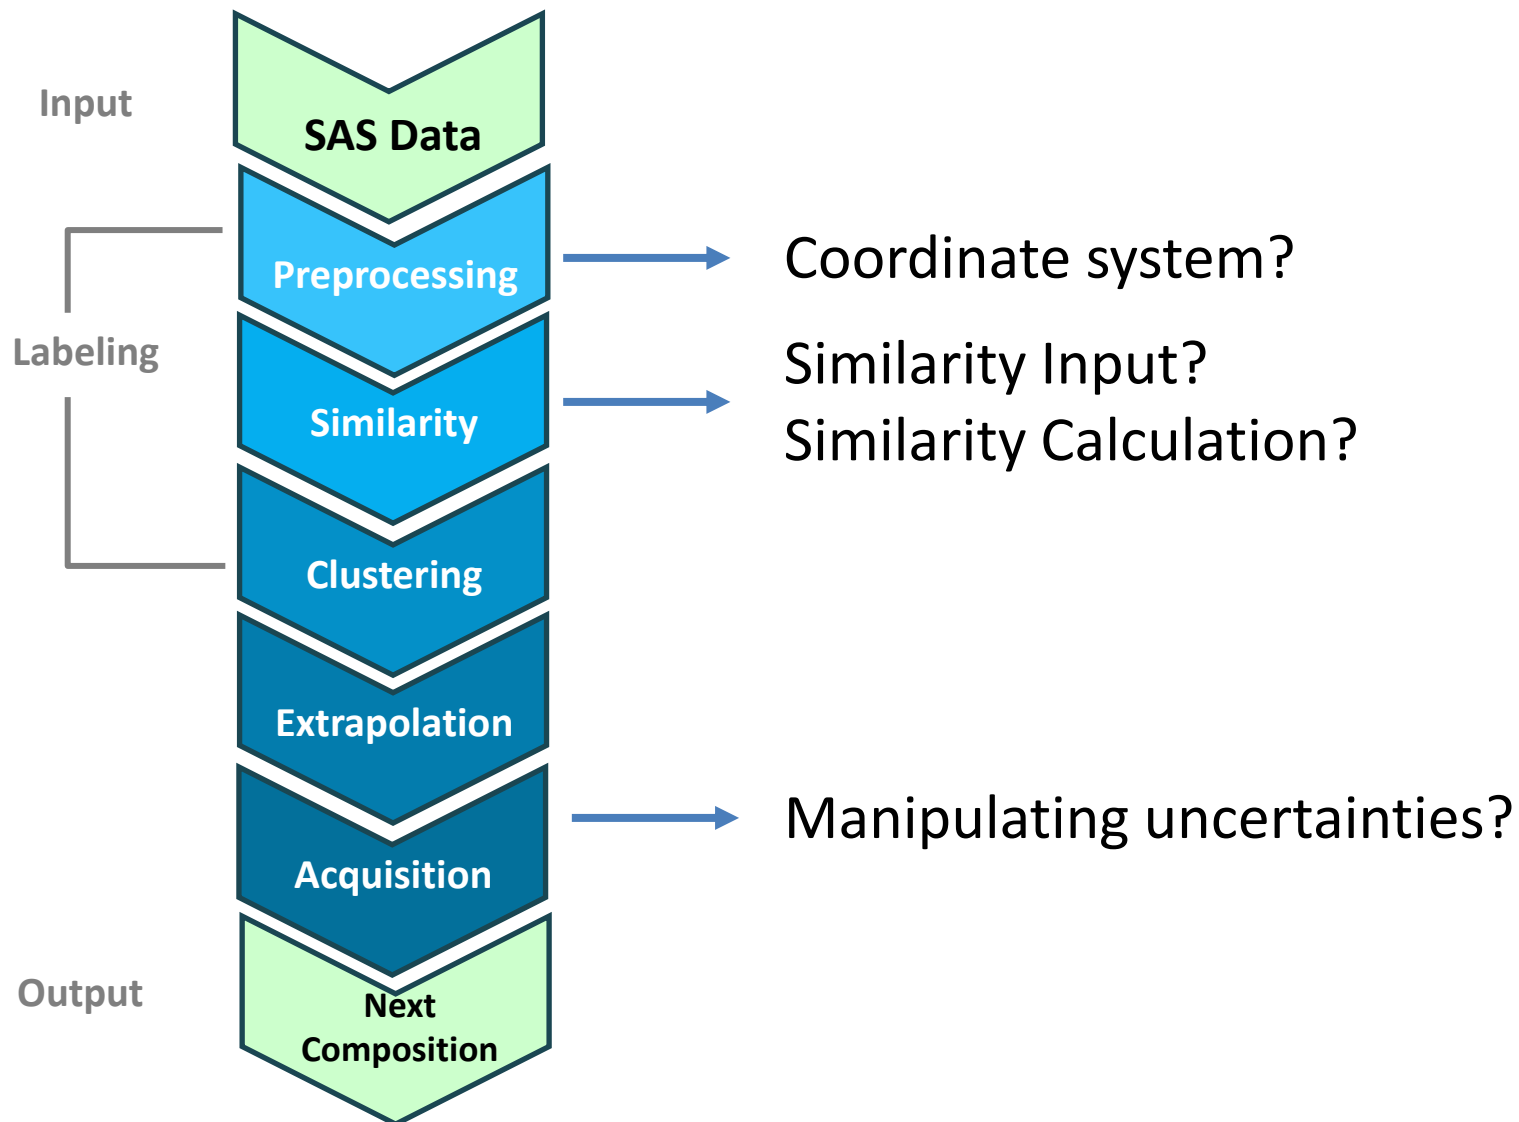 Input
SAS Data
Preprocessing
Coordinate system?
Labeling
Similarity
Similarity Input?
Similarity Calculation?
Clustering
Extrapolation
Acquisition
Manipulating uncertainties?
Output
Next
Composition